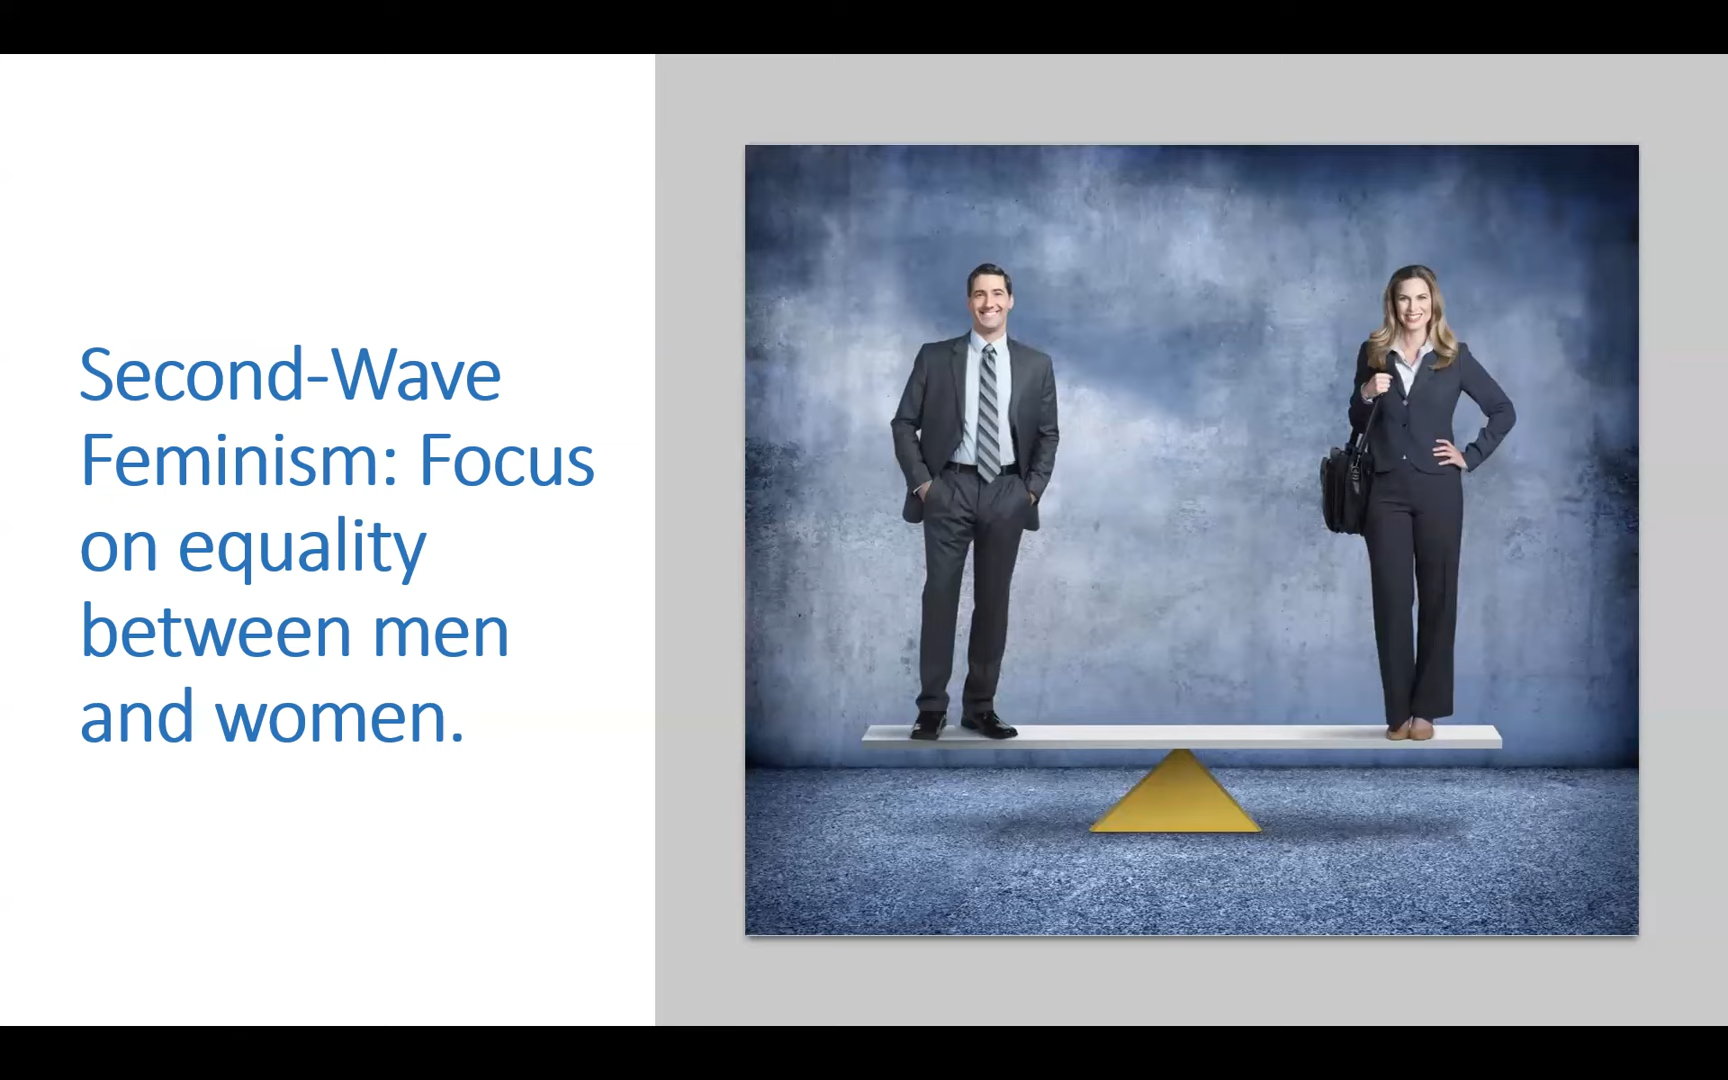 Second-Wave
Feminism: Focus
on equality
between men
and women.